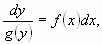 dy/g(y) = f(x)dx,